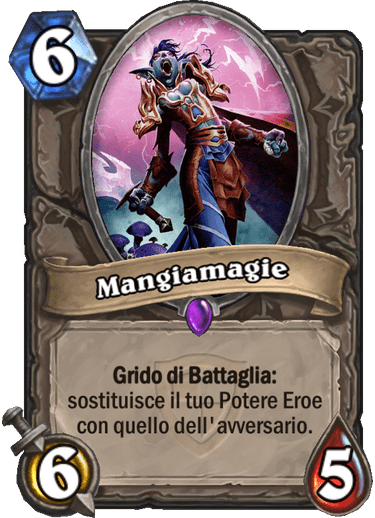 6
Mangiamagie
Grido di Battaglia:
sostituisce il tuo Potere Eroe
con quello dell'avversario.
6
5